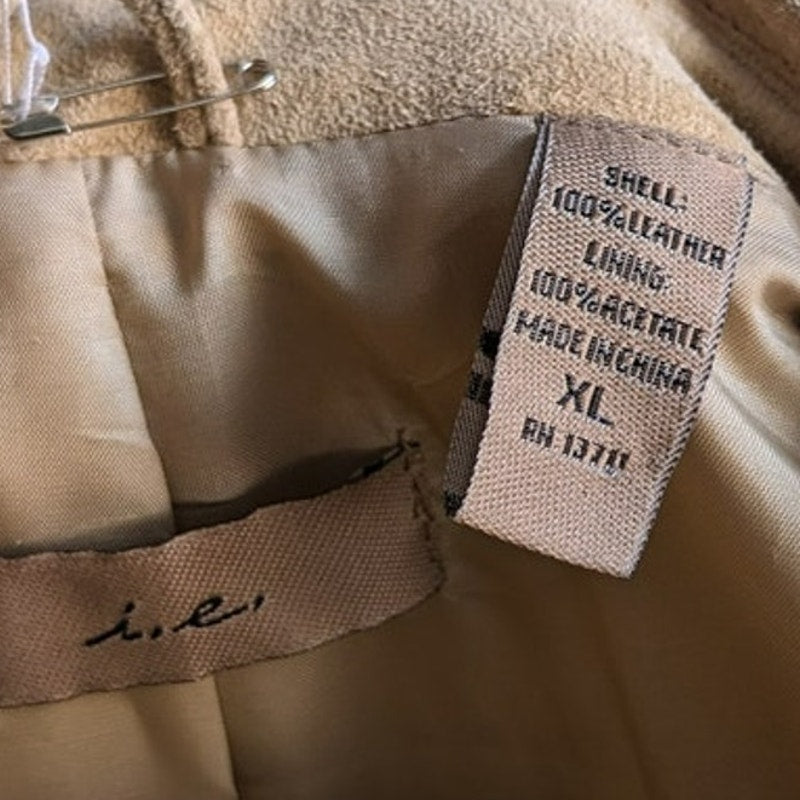 SHELL:
100% LEATHER
LINING:
100% ACETATE
MADE IN CHINA
XL
i.e.